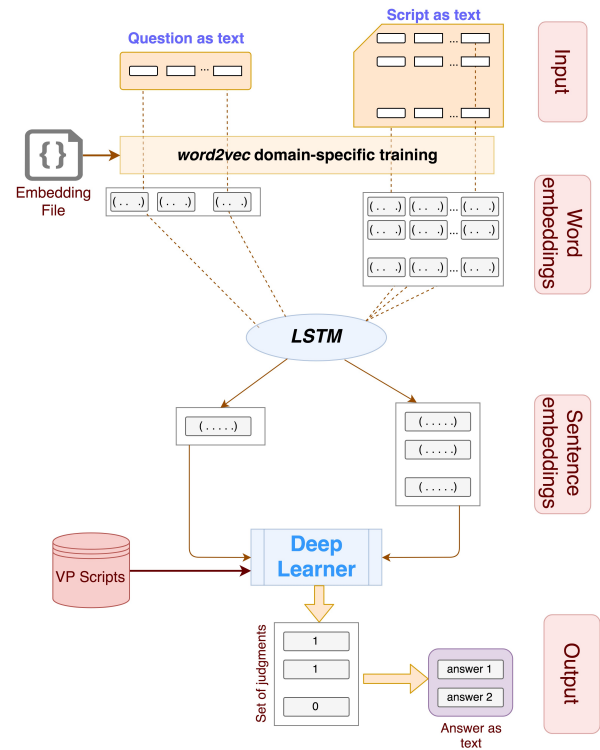 Question as text
Script as text
...
...
...
...
Input
{}
Embedding
File
word2vec domain-specific training
(. . .) (. . .) (. . .)
(. . .) (. . .) ... (. . .)
(. . .) (. . .) ... (. . .)
(. . .) (. . .) ... (. . .)
Word
embeddings
LSTM
(. . . . .)
(. . . . .)
(. . . . .)
(. . . . .)
Sentence
embeddings
Deep
Learner
VP Scripts
Set of judgments
1
1
0
answer 1
answer 2
Answer as
text
Output